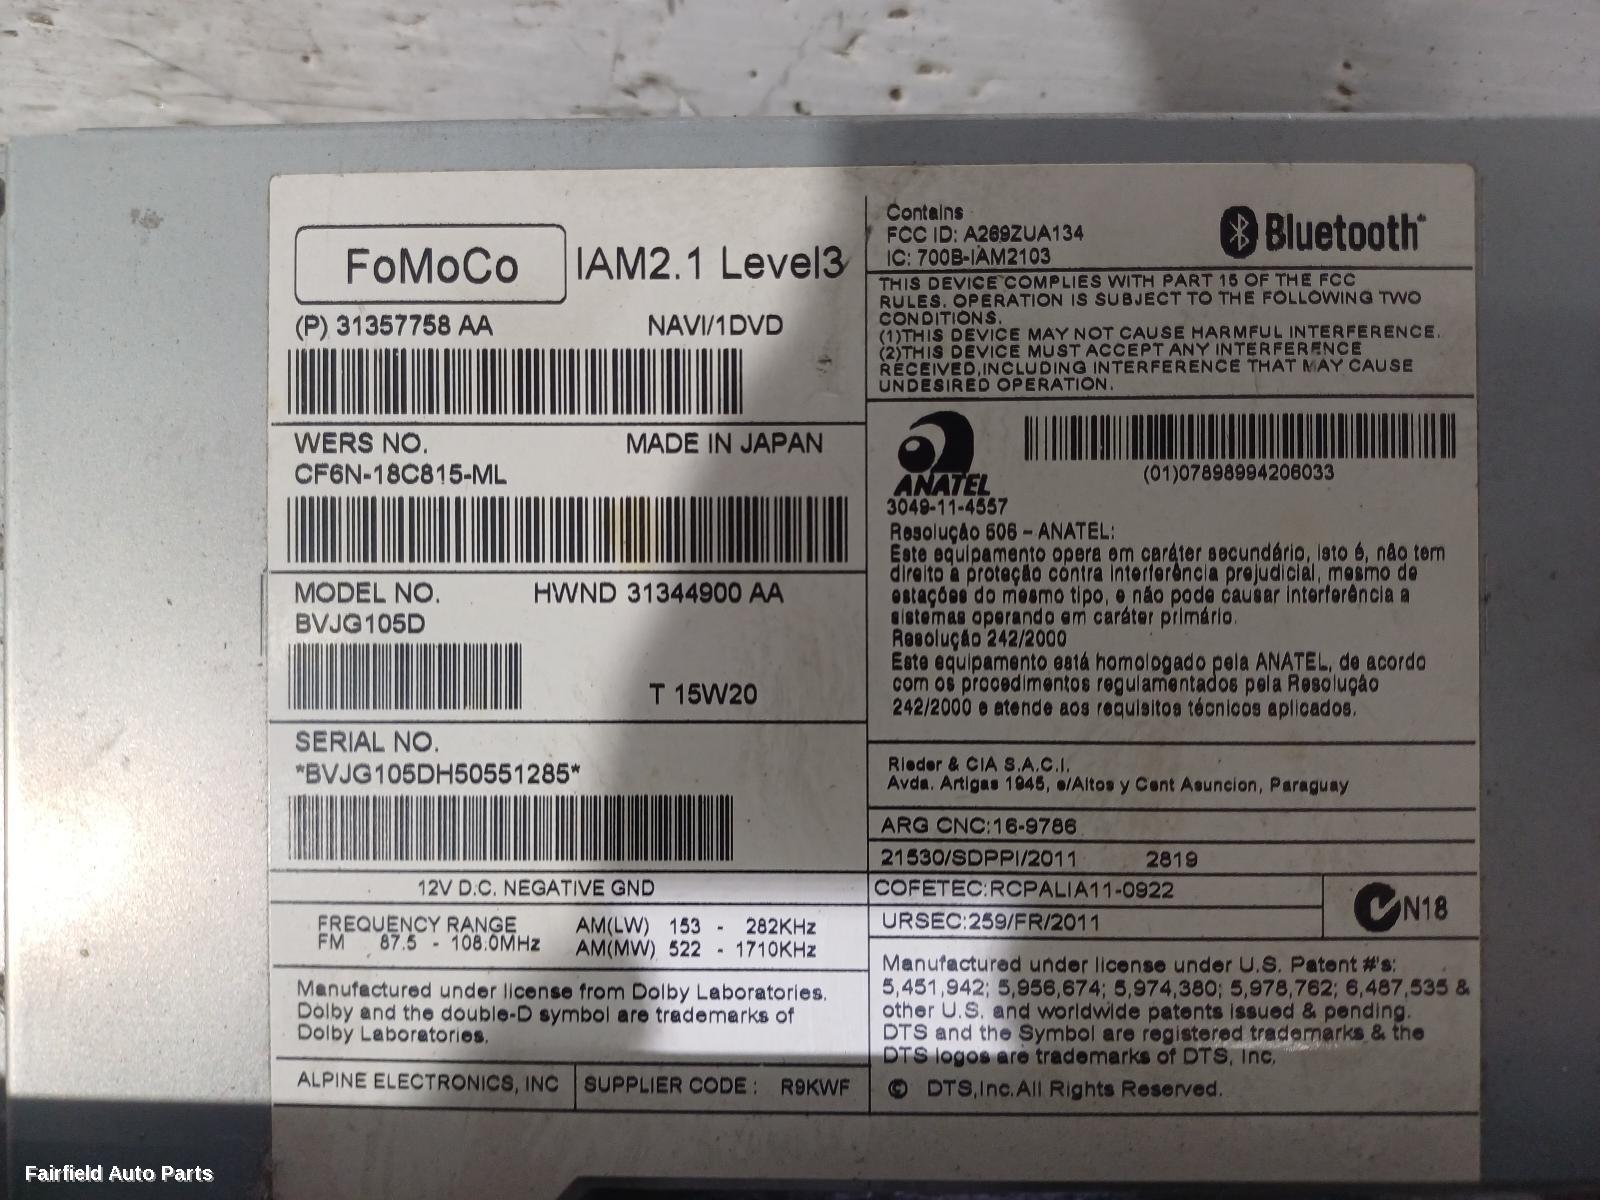 FoMoCo IAM2.1 Level3
(P) 31357758 AA NAVI/1DVD
WERS NO. MADE IN JAPAN
CF6N-18C815-ML
MODEL NO. HWND 31344900 AA
BVJG105D
T 15W20
SERIAL NO.
*BVJG105DH50551285*
12V D.C. NEGATIVE GND
FREQUENCY RANGE AM(LW) 153 - 282KHz
FM 87.5 - 108.0MHz AM(MW) 522 - 1710KHz
Manufactured under license from Dolby Laboratories.
Dolby and the double-D symbol are trademarks of
Dolby Laboratories.
ALPINE ELECTRONICS, INC SUPPLIER CODE : R9KWF
Contains
FCC ID: A269ZUA134
IC: 700B-IAM2103
Bluetooth®
THIS DEVICE COMPLIES WITH PART 15 OF THE FCC
RULES. OPERATION IS SUBJECT TO THE FOLLOWING TWO
CONDITIONS.
(1)THIS DEVICE MAY NOT CAUSE HARMFUL INTERFERENCE.
(2)THIS DEVICE MUST ACCEPT ANY INTERFERENCE
RECEIVED,INCLUDING INTERFERENCE THAT MAY CAUSE
UNDESIRED OPERATION.
ANATEL
(01)07898994206033
3049-11-4557
Resolução 506 – ANATEL:
Este equipamento opera em caráter secundário, isto é, não tem
direito a proteção contra interferência prejudicial, mesmo de
estações do mesmo tipo, e não pode causar interferência a
sistemas operando em caráter primário.
Resolução 242/2000
Este equipamento está homologado pela ANATEL, de acordo
com os procedimentos regulamentados pela Resolução
242/2000 e atende aos requisitos técnicos aplicados.
Rieder & CIA S.A.C.I.
Avda. Artigas 1945, e/Altos y Cent Asuncion, Paraguay
ARG CNC:16-9786
21530/SDPPI/2011 2819
COFETEC:RCPALIA11-0922
URSEC:259/FR/2011
N18
Manufactured under license under U.S. Patent #'s:
5,451,942; 5,956,674; 5,974,380; 5,978,762; 6,487,535 &
other U.S. and worldwide patents issued & pending.
DTS and the Symbol are registered trademarks & the
DTS logos are trademarks of DTS, Inc.
© DTS,Inc.All Rights Reserved.
Fairfield Auto Parts